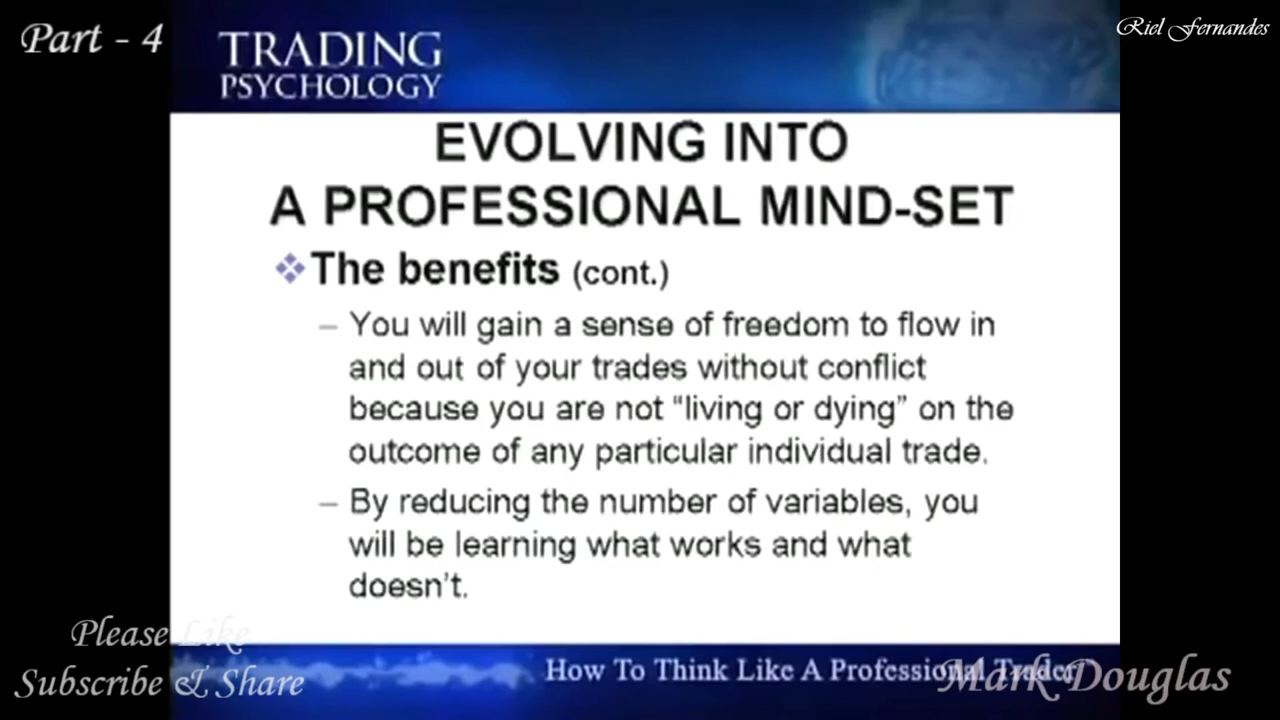 Part - 4
Riel Fernandes
TRADING
PSYCHOLOGY
EVOLVING INTO
A PROFESSIONAL MIND-SET
The benefits (cont.)
– You will gain a sense of freedom to flow in
and out of your trades without conflict
because you are not “living or dying” on the
outcome of any particular individual trade.
– By reducing the number of variables, you
will be learning what works and what
doesn’t.
Please Like
Subscribe & Share
How To Think Like A Professional Trader
Mark Douglas